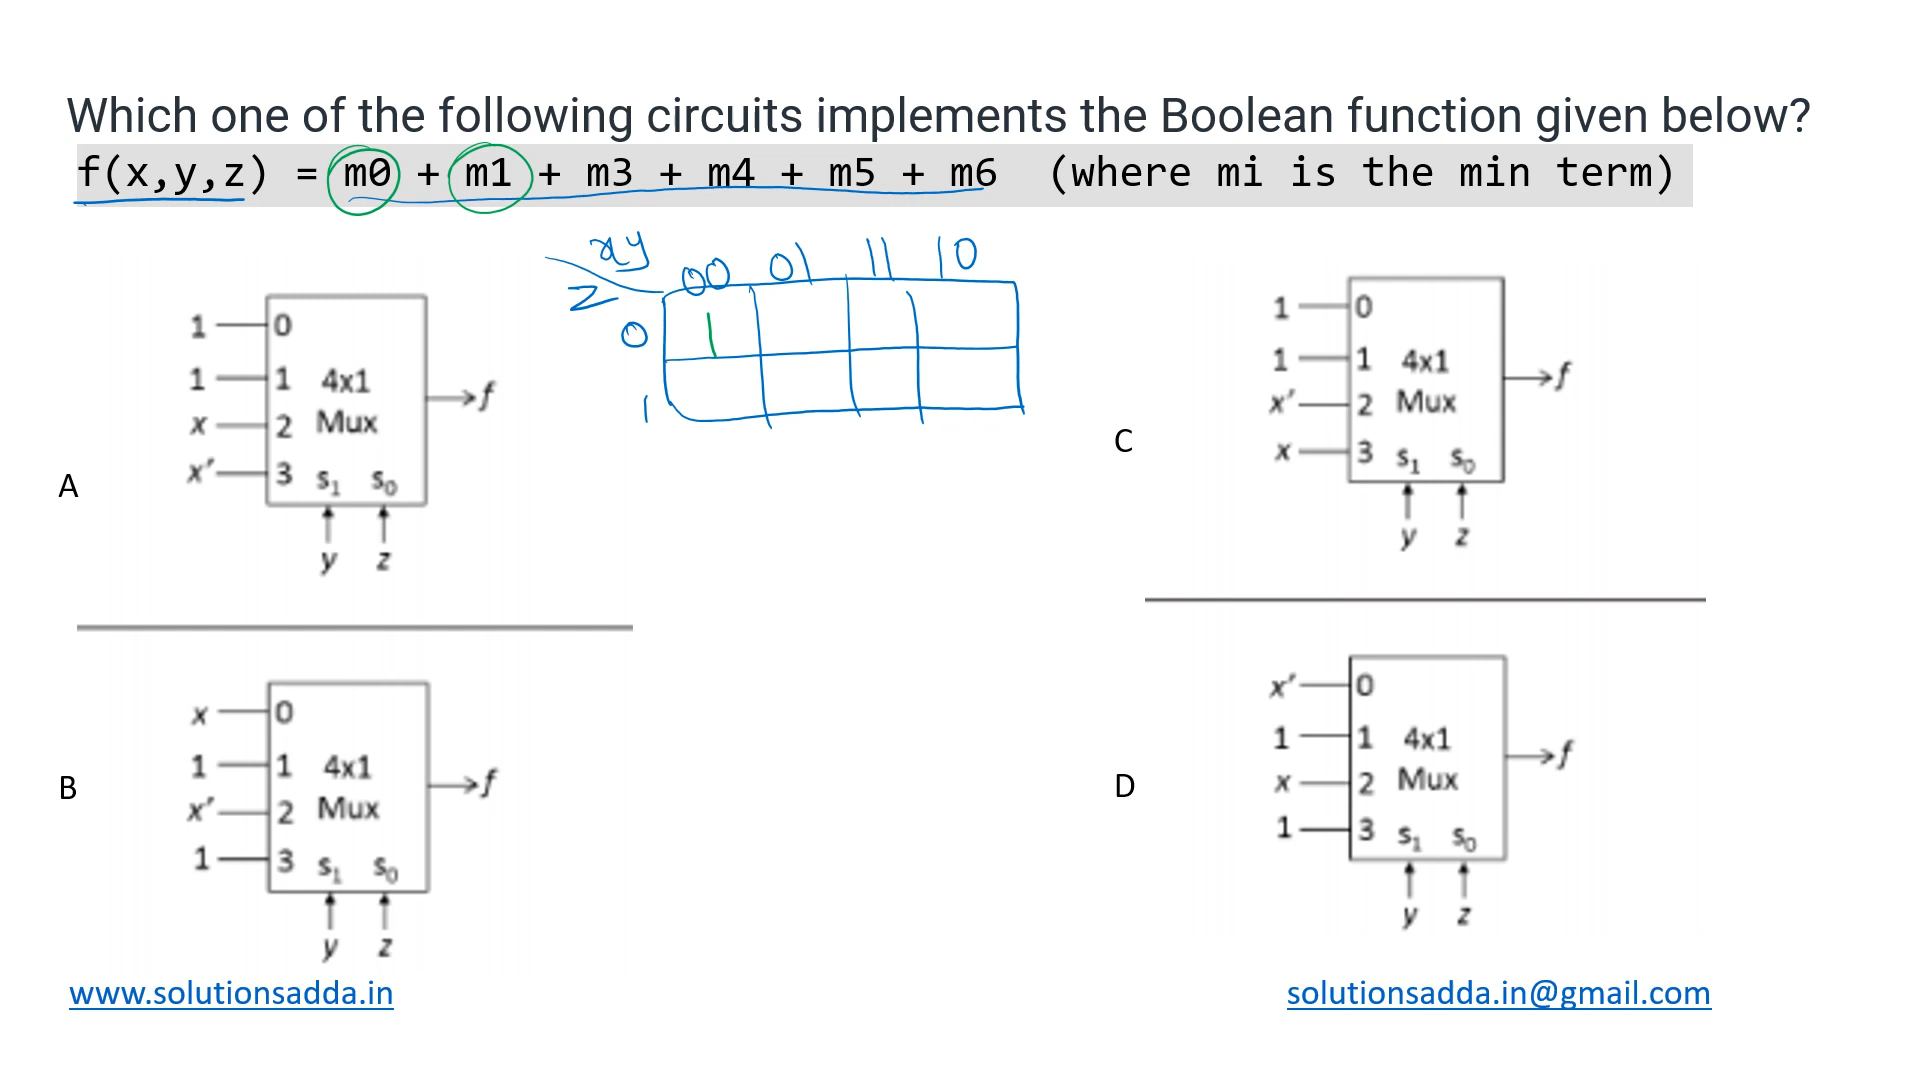 Which one of the following circuits implements the Boolean function given below?
f(x,y,z) = m0 + m1 + m3 + m4 + m5 + m6 (where mi is the min term)
xy
z
00 01 11 10
0
1
1
A
1 0
1 1 4x1
x 2 Mux
x′ 3 s1 s0
f
y z
B
x 0
1 1 4x1
x′ 2 Mux
1 3 s1 s0
f
y z
C
1 0
1 1 4x1
x′ 2 Mux
x 3 s1 s0
f
y z
D
x′ 0
1 1 4x1
x 2 Mux
1 3 s1 s0
f
y z
www.solutionsadda.in
solutionsadda.in@gmail.com